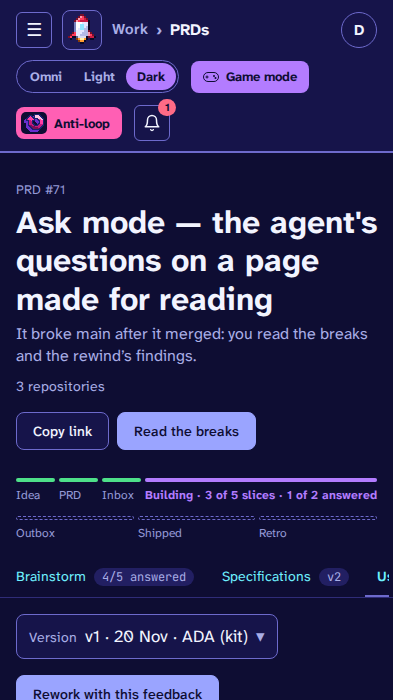 Work › PRDs
D
Omni Light Dark
Game mode
Anti-loop
1
PRD #71
Ask mode — the agent's
questions on a page
made for reading
It broke main after it merged: you read the breaks
and the rewind's findings.
3 repositories
Copy link
Read the breaks
Idea PRD Inbox Building · 3 of 5 slices · 1 of 2 answered
Outbox Shipped Retro
Brainstorm 4/5 answered Specifications v2
Version v1 · 20 Nov · ADA (kit) ▾
Rework with this feedback